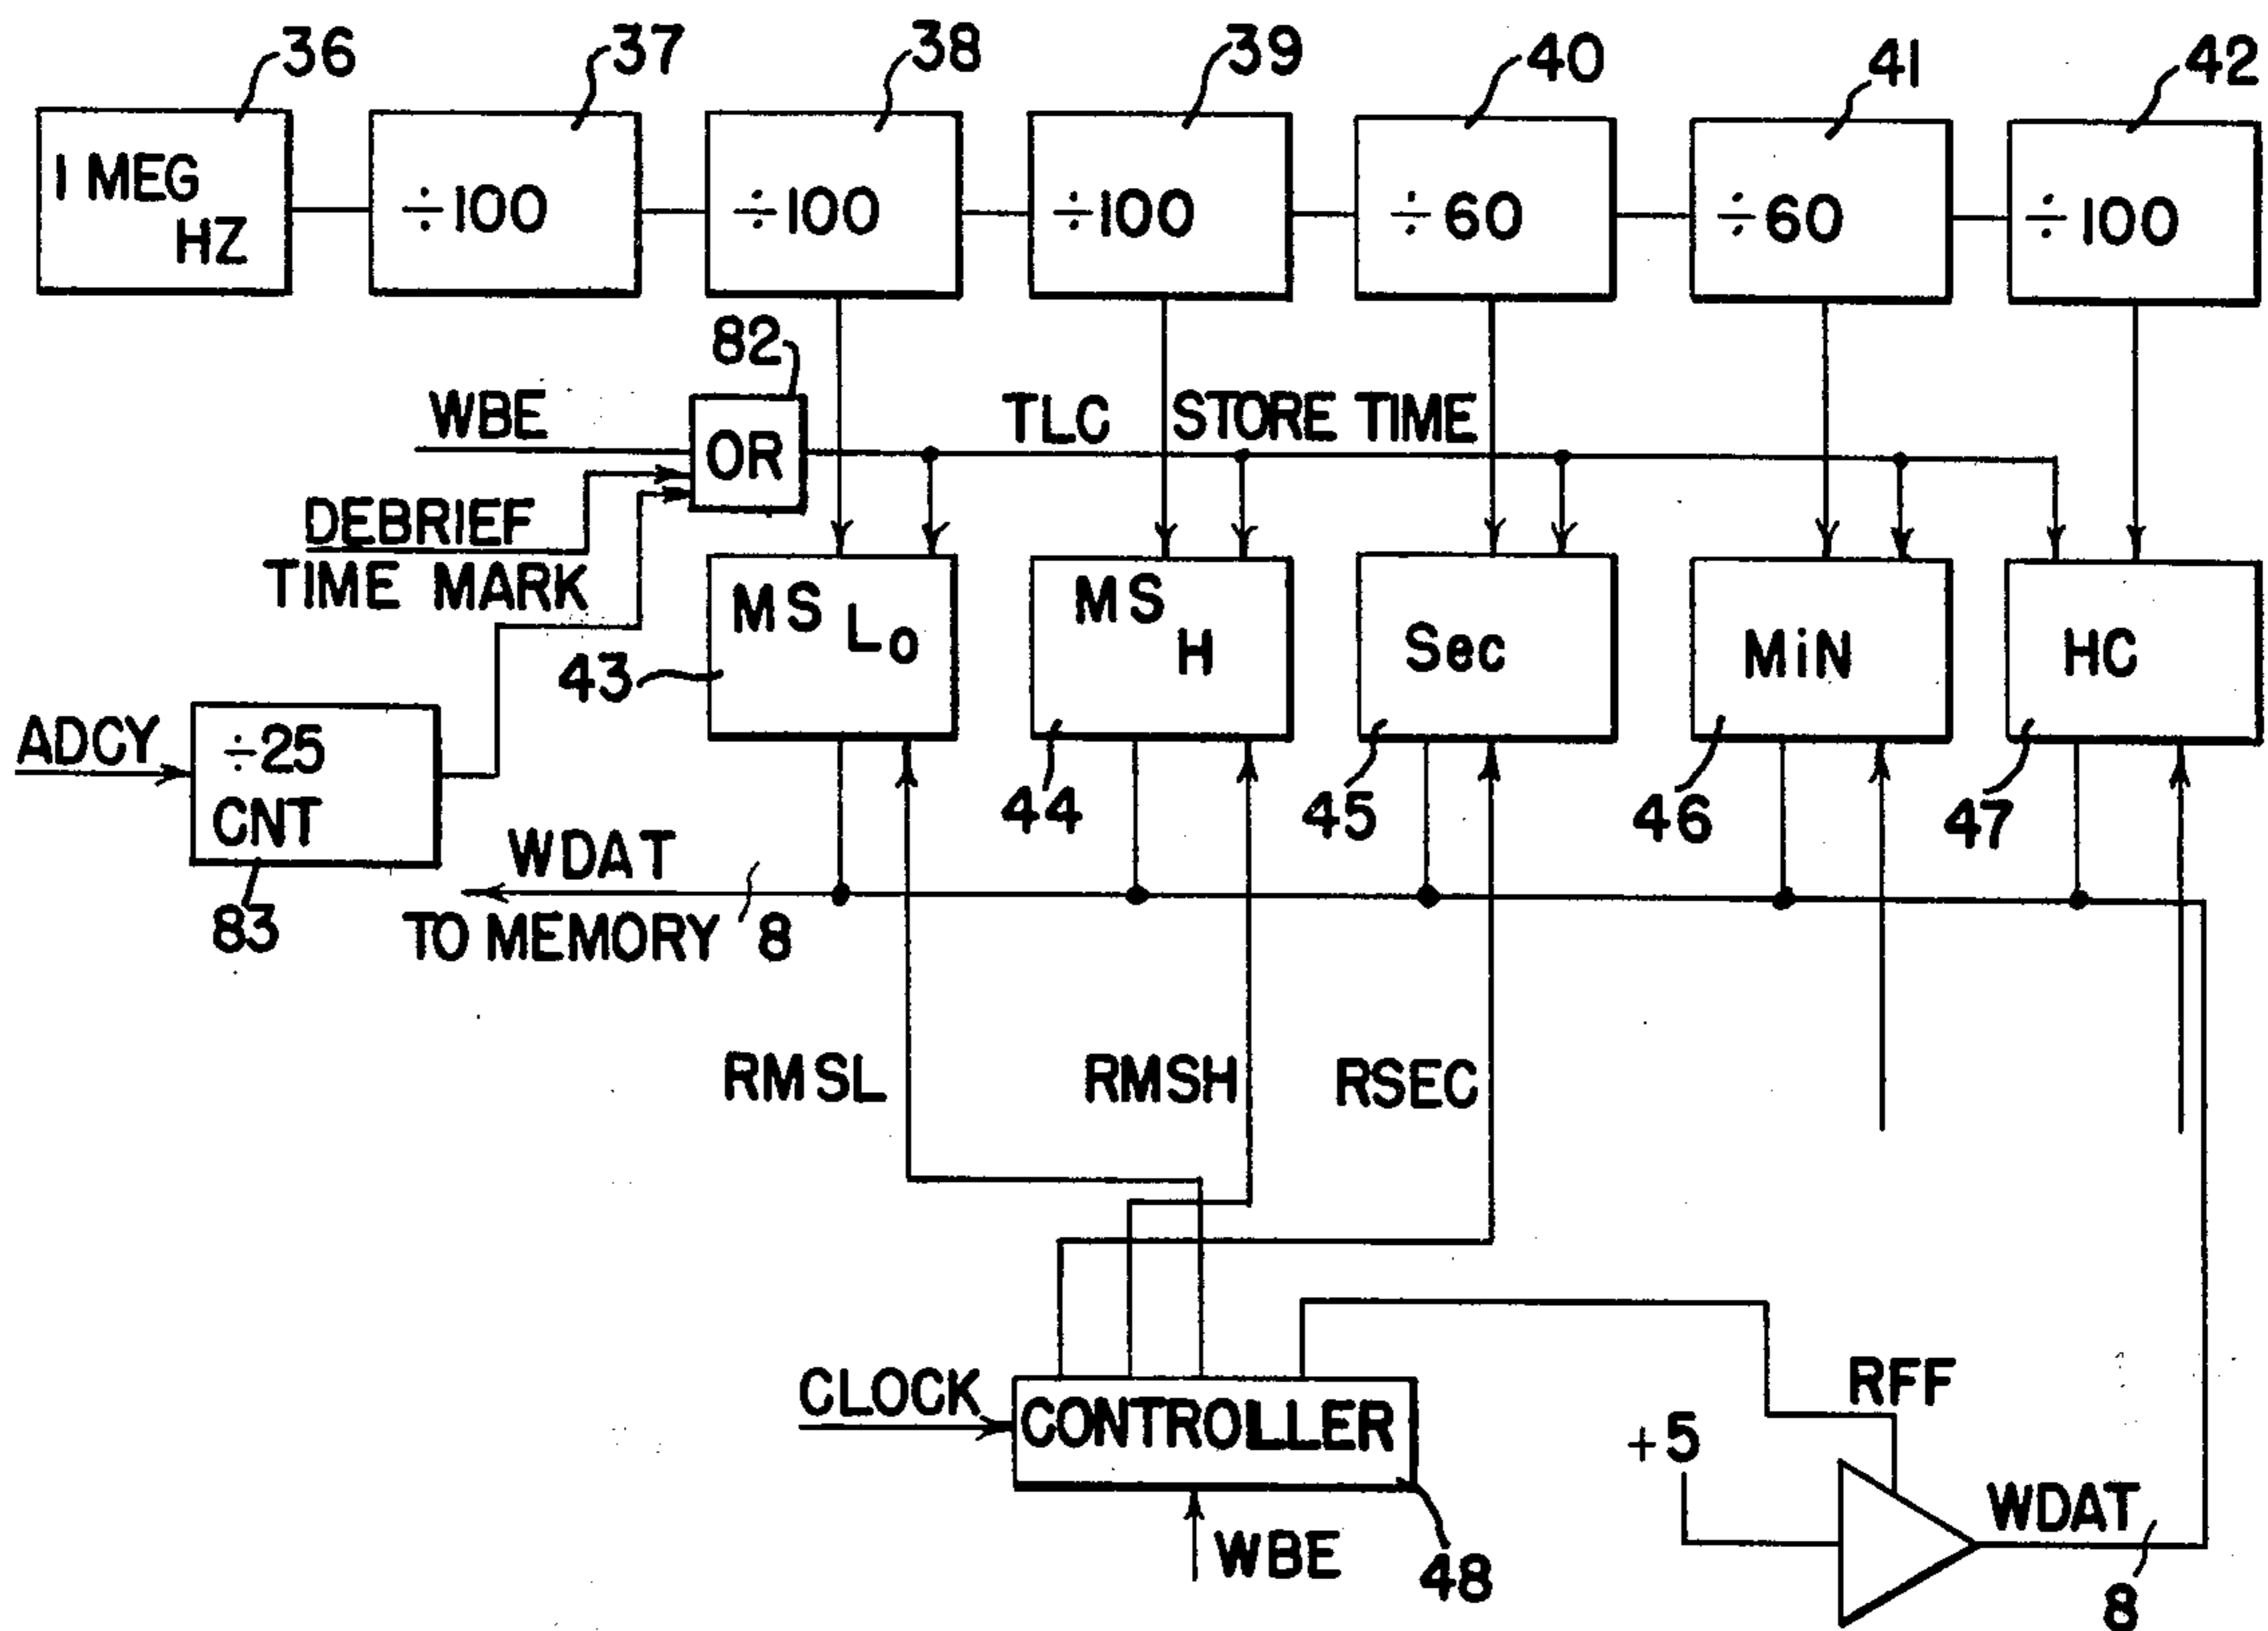 36
37
38
39
40
41
42
1 MEG
HZ
÷100
÷100
÷100
÷60
÷60
÷100
82
WBE
OR
TLC STORE TIME
DEBRIEF
TIME MARK
MS Lo
MS H
Sec
MiN
HC
43
44
45
46
47
ADCY
÷25
CNT
83
WDAT
TO MEMORY 8
RMSL
RMSH
RSEC
CLOCK
CONTROLLER
WBE
48
RFF
+5
WDAT
8